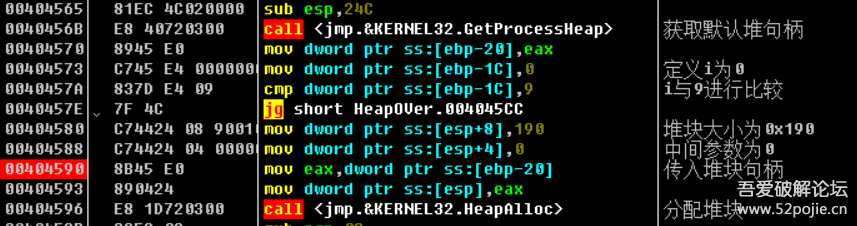 00404565 81EC 4C020000 sub esp,24C
0040456B E8 40720300 call <jmp.&KERNEL32.GetProcessHeap> 获取默认堆句柄
00404570 8945 E0 mov dword ptr ss:[ebp-20],eax
00404573 C745 E4 0000000 mov dword ptr ss:[ebp-1C],0 定义i为0
0040457A 837D E4 09 cmp dword ptr ss:[ebp-1C],9 i与9进行比较
0040457E 7F 4C jg short HeapOVer.004045CC
00404580 C74424 08 9001 mov dword ptr ss:[esp+8],190 堆块大小为0x190
00404588 C74424 04 0000 mov dword ptr ss:[esp+4],0 中间参数为0
00404590 8B45 E0 mov eax,dword ptr ss:[ebp-20] 传入堆块句柄
00404593 890424 mov dword ptr ss:[esp],eax
00404596 E8 1D720300 call <jmp.&KERNEL32.HeapAlloc> 分配堆块
吾爱破解论坛
www.52pojie.cn